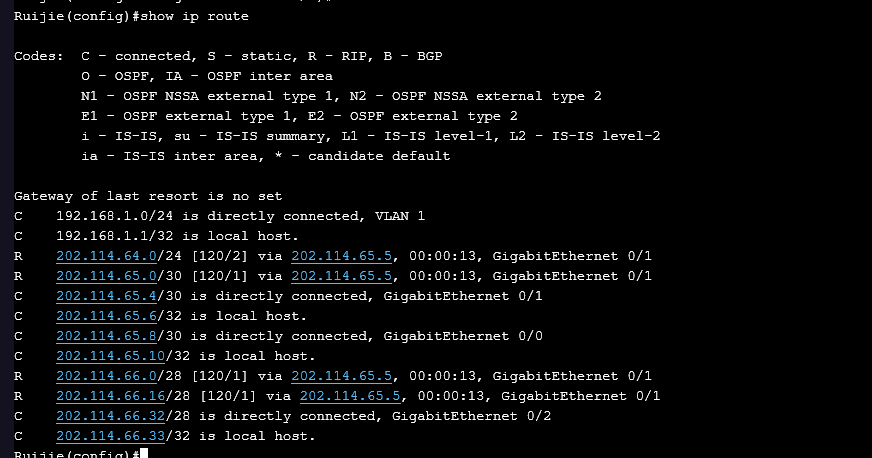 Ruijie(config)#show ip route
Codes:  C - connected, S - static, R - RIP, B - BGP
        O - OSPF, IA - OSPF inter area
        N1 - OSPF NSSA external type 1, N2 - OSPF NSSA external type 2
        E1 - OSPF external type 1, E2 - OSPF external type 2
        i - IS-IS, su - IS-IS summary, L1 - IS-IS level-1, L2 - IS-IS level-2
        ia - IS-IS inter area, * - candidate default
Gateway of last resort is no set
C    192.168.1.0/24 is directly connected, VLAN 1
C    192.168.1.1/32 is local host.
R    202.114.64.0/24 [120/2] via 202.114.65.5, 00:00:13, GigabitEthernet 0/1
R    202.114.65.0/30 [120/1] via 202.114.65.5, 00:00:13, GigabitEthernet 0/1
C    202.114.65.4/30 is directly connected, GigabitEthernet 0/1
C    202.114.65.6/32 is local host.
C    202.114.65.8/30 is directly connected, GigabitEthernet 0/0
C    202.114.65.10/32 is local host.
R    202.114.66.0/28 [120/1] via 202.114.65.5, 00:00:13, GigabitEthernet 0/1
R    202.114.66.16/28 [120/1] via 202.114.65.5, 00:00:13, GigabitEthernet 0/1
C    202.114.66.32/28 is directly connected, GigabitEthernet 0/2
C    202.114.66.33/32 is local host.
Ruijie(config)#